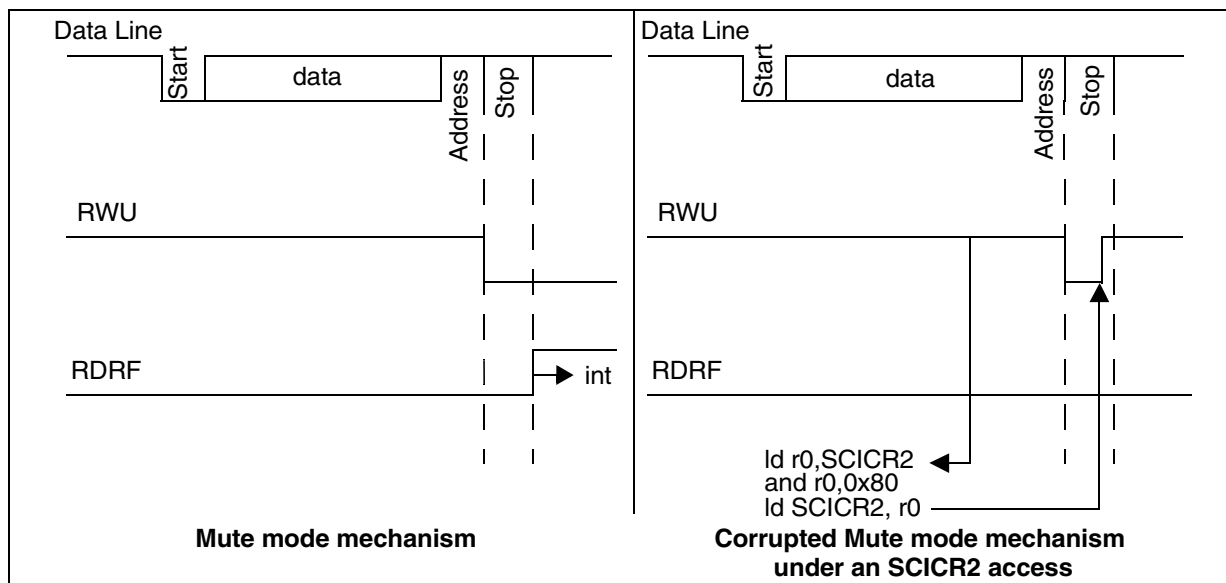 Data Line
Start
data
Address
Stop
RWU
RDRF
int
Mute mode mechanism
Data Line
Start
data
Address
Stop
RWU
RDRF
ld r0,SCICR2
and r0,0x80
ld SCICR2, r0
Corrupted Mute mode mechanism
under an SCICR2 access